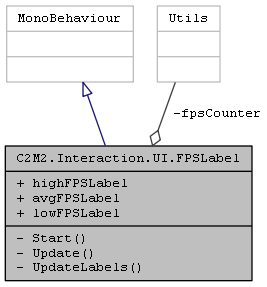 MonoBehaviour
Utils
-fpsCounter
C2M2.Interaction.UI.FPSLabel
+ highFPSLabel
+ avgFPSLabel
+ lowFPSLabel
- Start()
- Update()
- UpdateLabels()